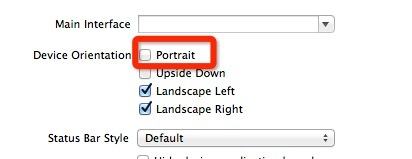 Main Interface
Device Orientation Portrait
Upside Down
Landscape Left
Landscape Right
Status Bar Style Default